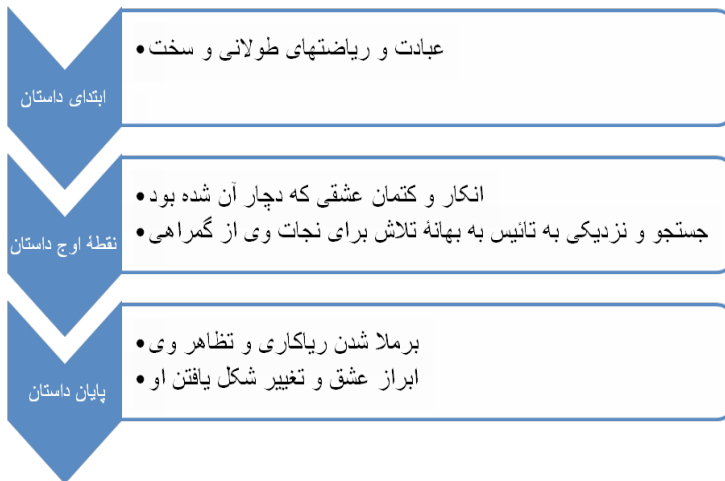 ابتدای داستان
• عبادت و ریاضتهای طولانی و سخت
نقطۀ اوج داستان
• انکار و کتمان عشقی که دچار آن شده بود
• جستجو و نزدیکی به تائیس به بهانۀ تلاش برای نجات وی از گمراهی
پایان داستان
• برملا شدن ریاکاری و تظاهر وی
• ابراز عشق و تغییر شکل یافتن او